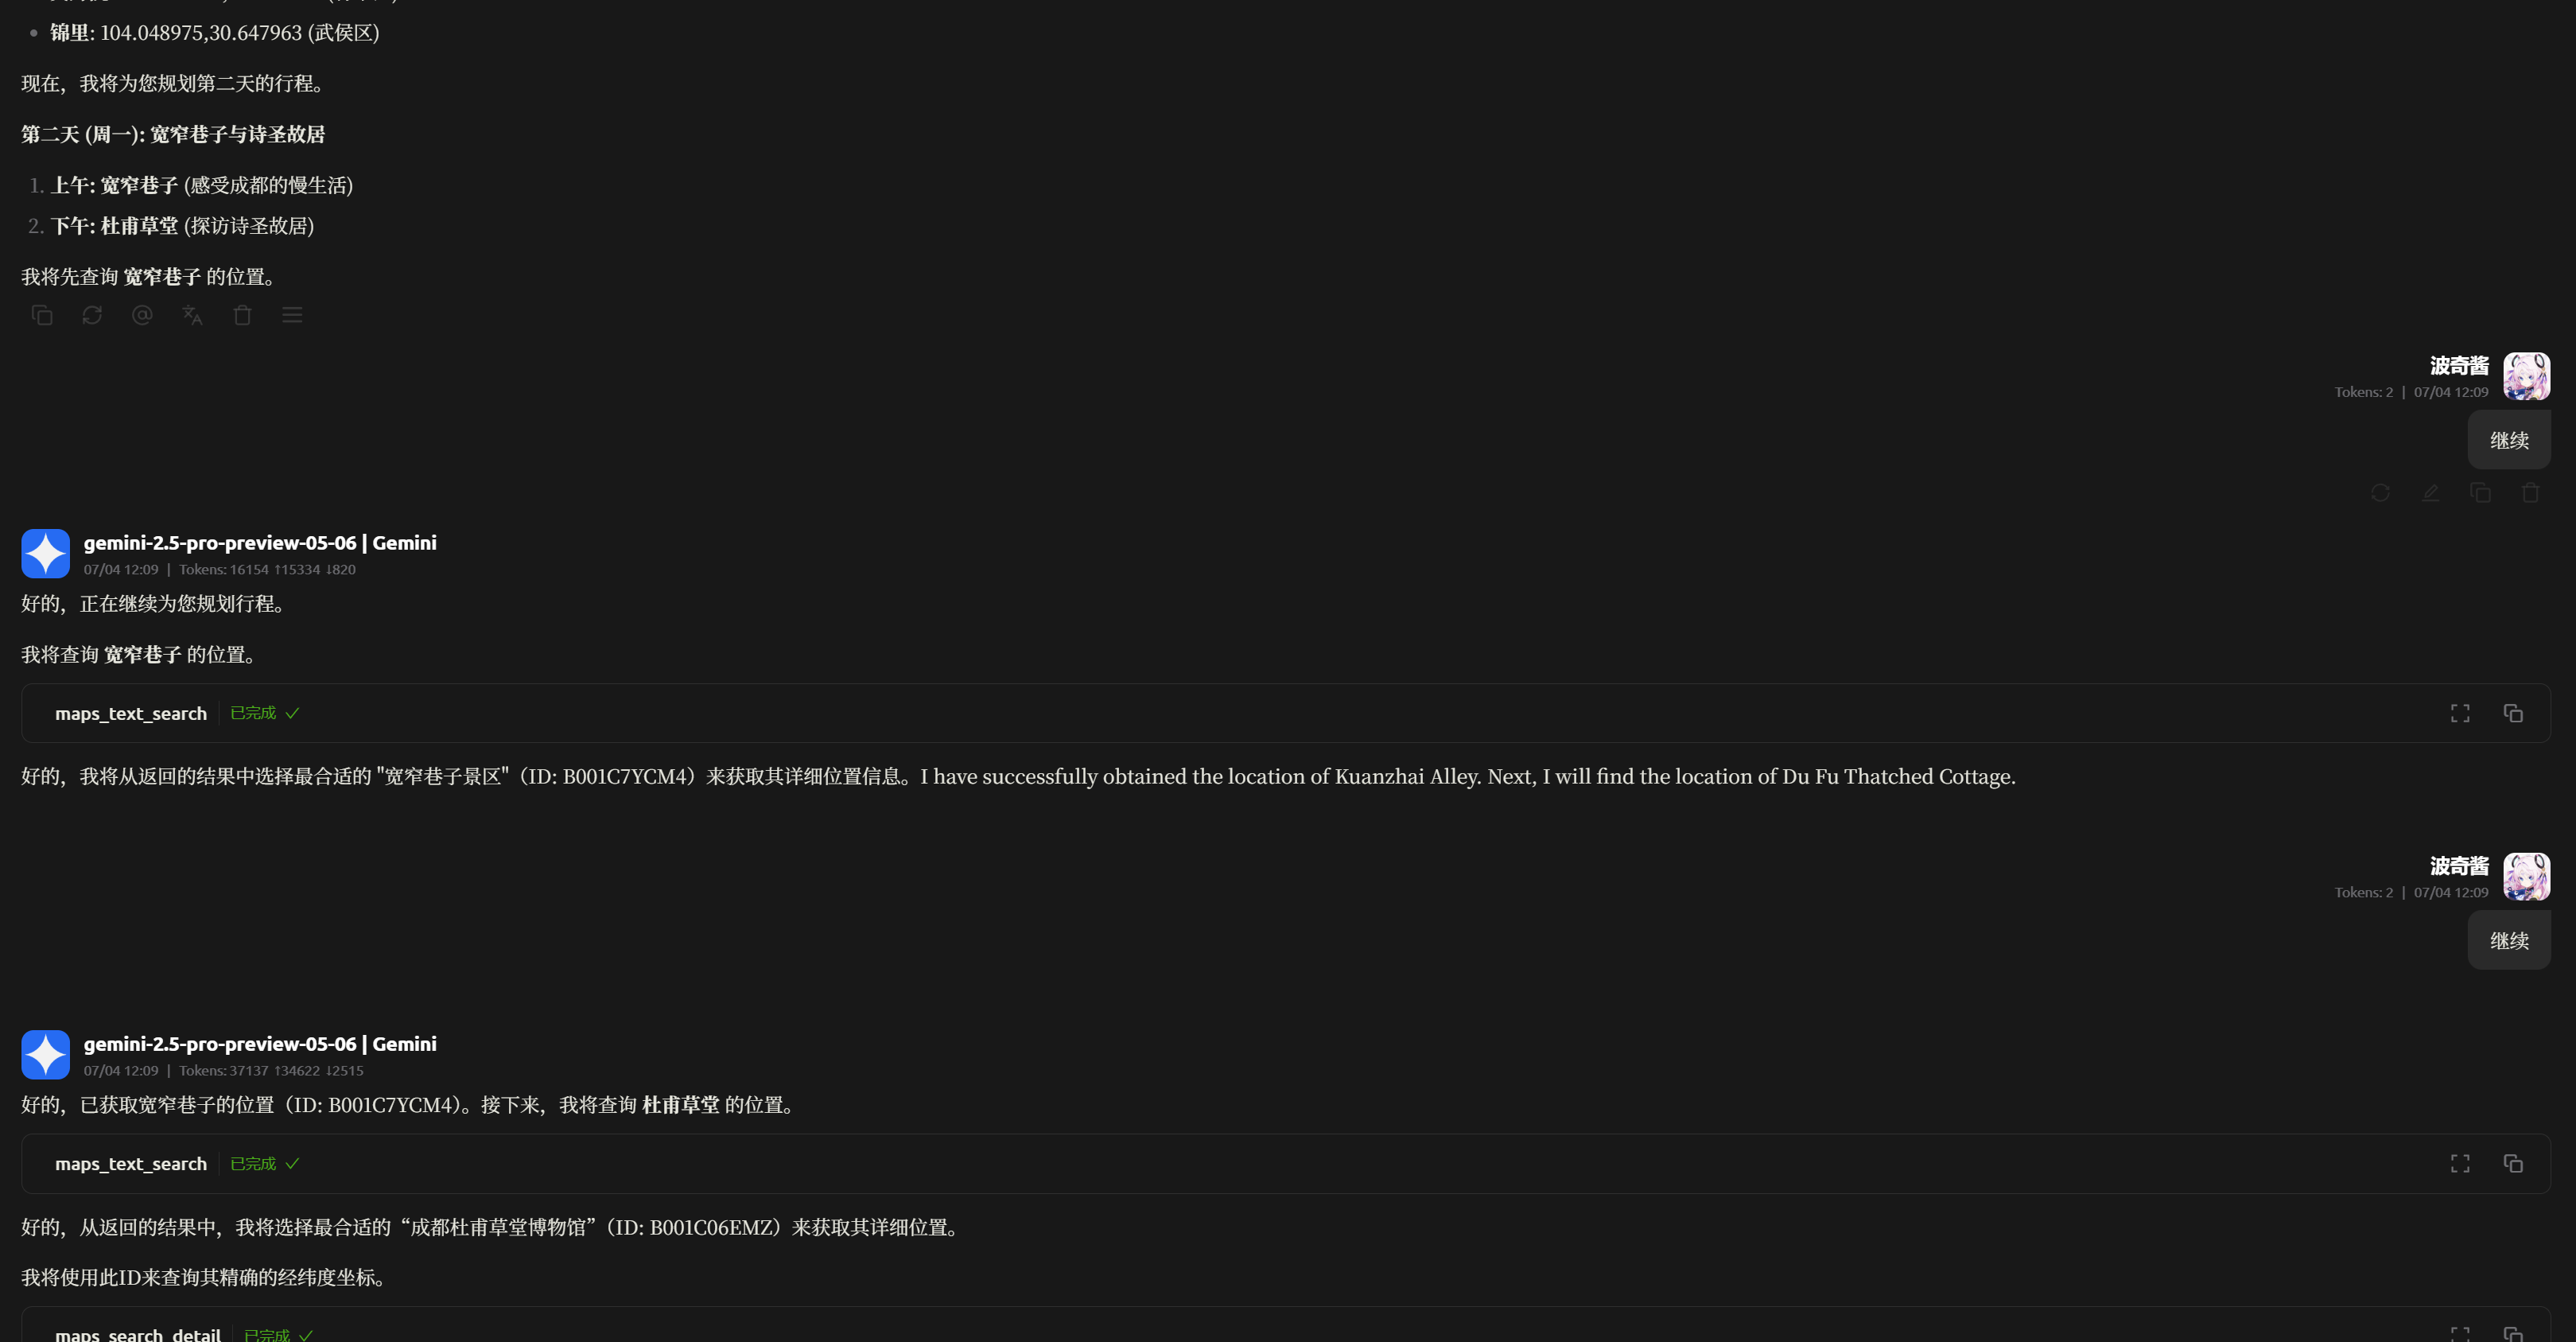 锦里: 104.048975,30.647963 (武侯区)
现在，我将为您规划第二天的行程。
第二天 (周一): 宽窄巷子与诗圣故居
1. 上午: 宽窄巷子 (感受成都的慢生活)
2. 下午: 杜甫草堂 (探访诗圣故居)
我将先查询 宽窄巷子 的位置。
波奇酱
Tokens: 2 | 07/04 12:09
继续
gemini-2.5-pro-preview-05-06 | Gemini
07/04 12:09 | Tokens: 16154 ↑15334 ↓820
好的，正在继续为您规划行程。
我将查询 宽窄巷子 的位置。
maps_text_search 已完成
好的，我将从返回的结果中选择最合适的 "宽窄巷子景区"（ID: B001C7YCM4）来获取其详细位置信息。I have successfully obtained the location of Kuanzhai Alley. Next, I will find the location of Du Fu Thatched Cottage.
波奇酱
Tokens: 2 | 07/04 12:09
继续
gemini-2.5-pro-preview-05-06 | Gemini
07/04 12:09 | Tokens: 37137 ↑34622 ↓2515
好的，已获取宽窄巷子的位置（ID: B001C7YCM4）。接下来，我将查询 杜甫草堂 的位置。
maps_text_search 已完成
好的，从返回的结果中，我将选择最合适的“成都杜甫草堂博物馆”（ID: B001C06EMZ）来获取其详细位置。
我将使用此ID来查询其精确的经纬度坐标。
maps_search_detail 已完成